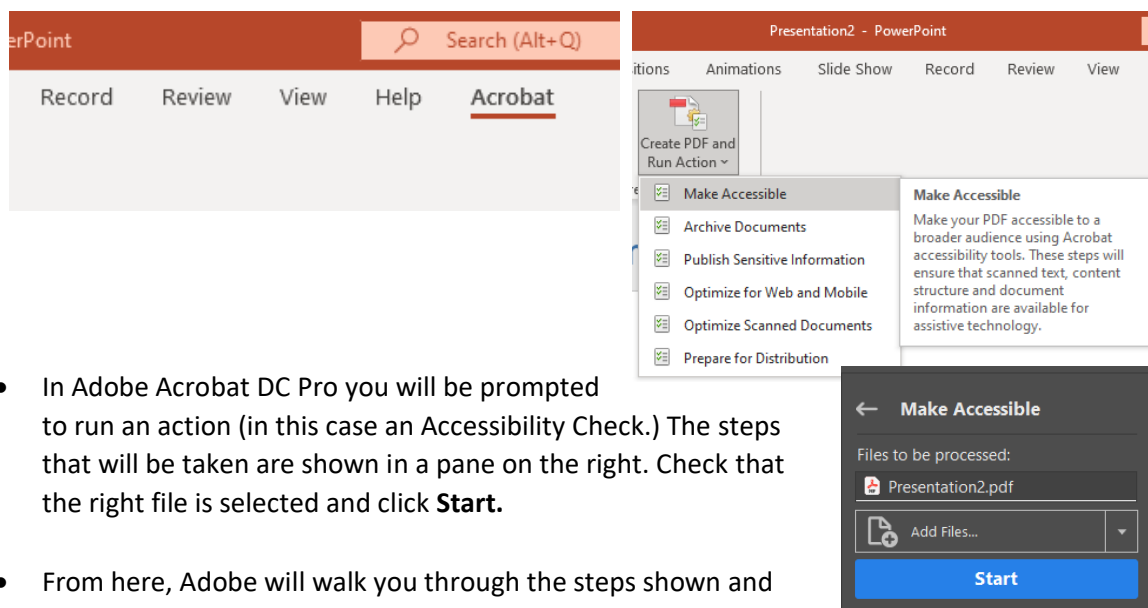 erPoint
Search (Alt+Q)
Record Review View Help Acrobat
Presentation2 - PowerPoint
itions Animations Slide Show Record Review View
Create PDF and
Run Action
Make Accessible
Archive Documents
Publish Sensitive Information
Optimize for Web and Mobile
Optimize Scanned Documents
Prepare for Distribution
Make Accessible
Make your PDF accessible to a
broader audience using Acrobat
accessibility tools. These steps will
ensure that scanned text, content
structure and document
information are available for
assistive technology.
• In Adobe Acrobat DC Pro you will be prompted
to run an action (in this case an Accessibility Check.) The steps
that will be taken are shown in a pane on the right. Check that
the right file is selected and click Start.
• From here, Adobe will walk you through the steps shown and
Make Accessible
Files to be processed:
Presentation2.pdf
Add Files...
Start